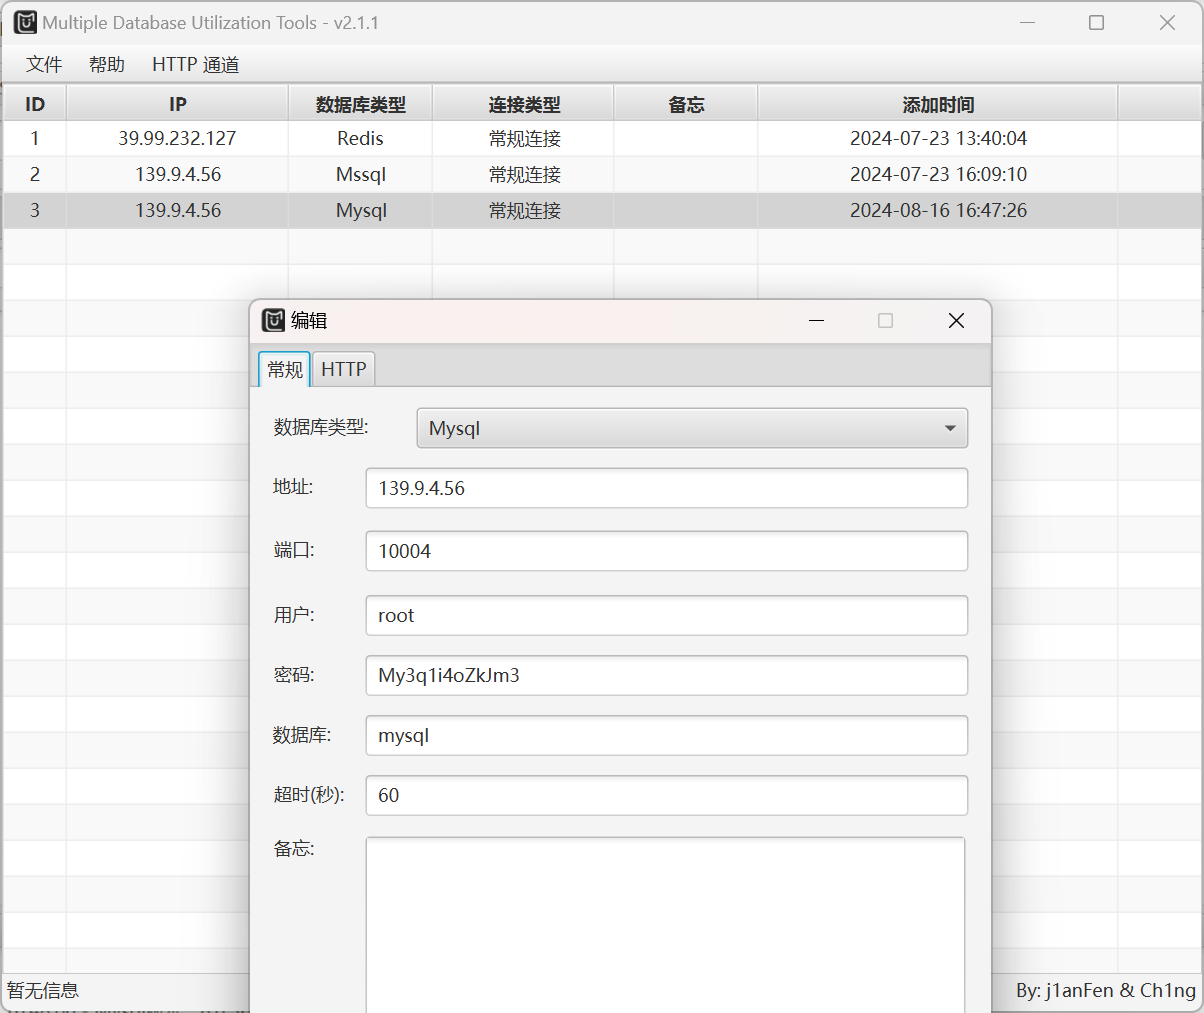 Multiple Database Utilization Tools - v2.1.1
文件 帮助 HTTP 通道
ID IP 数据库类型 连接类型 备忘 添加时间
1 39.99.232.127 Redis 常规连接 2024-07-23 13:40:04
2 139.9.4.56 Mssql 常规连接 2024-07-23 16:09:10
3 139.9.4.56 Mysql 常规连接 2024-08-16 16:47:26
编辑
常规 HTTP
数据库类型: Mysql
地址: 139.9.4.56
端口: 10004
用户: root
密码: My3q1i4oZkJm3
数据库: mysql
超时(秒): 60
备忘:
暂无信息 By: j1anFen & Ch1ng